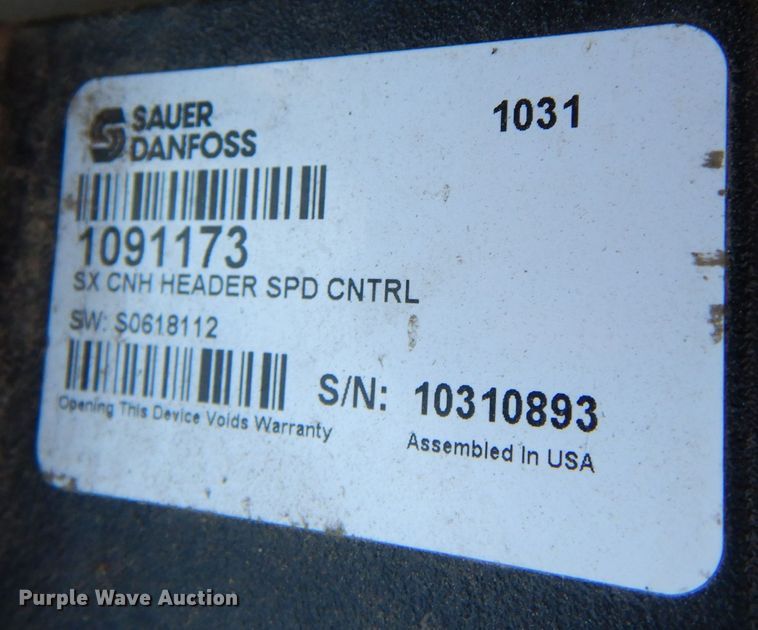 SAUER
DANFOSS
1031
1091173
SX CNH HEADER SPD CNTRL
SW: S0618112
S/N: 10310893
Opening This Device Voids Warranty
Assembled In USA
Purple Wave Auction®